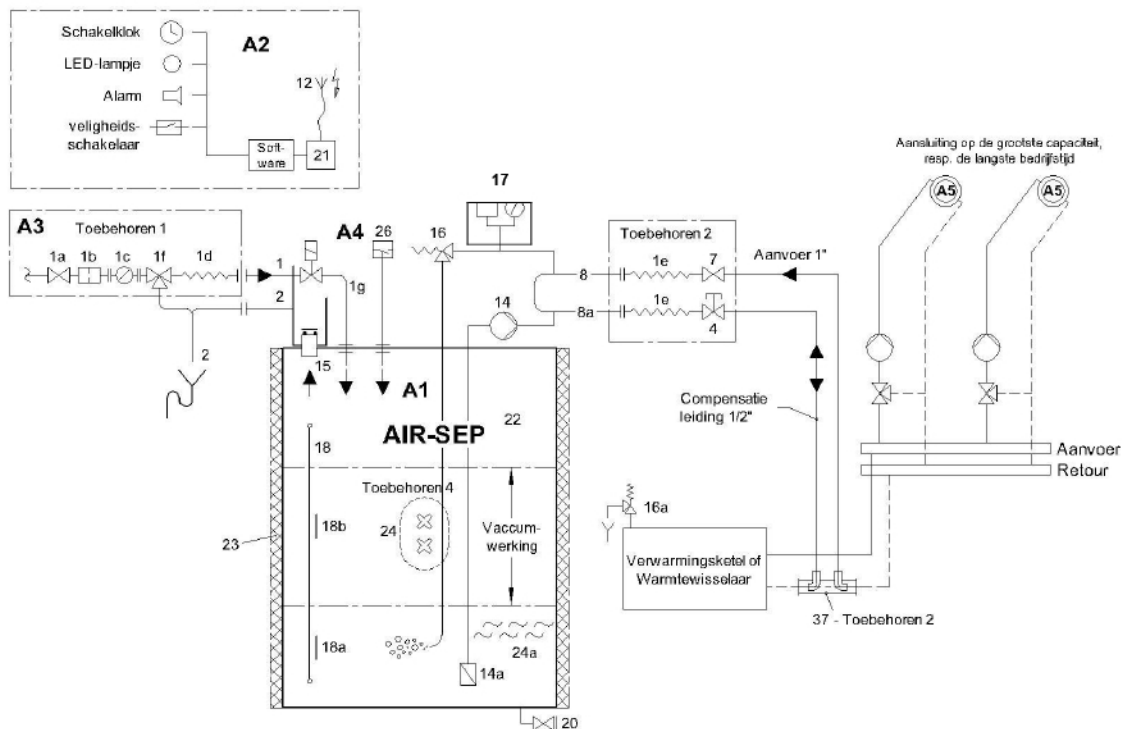 Schakelklok
A2
LED-lampje
12
Alarm
veligheids-
schakelaar
Soft-
ware
21
Aansluiting op de grootste capaciteit,
resp. de langste bedrijfstijd
A5
A5
17
A3
Toebehoren 1
A4
26
16
Toebehoren 2
1a
1b
1c
1f
1d
1
1g
8
1e
7
Aanvoer 1"
2
14
8a
1e
4
2
15
A1
Compensatie
leiding 1/2"
AIR-SEP
22
18
Aanvoer
Retour
Toebehoren 4
16a
18b
24
Vaccum-
werking
23
Verwarmingsketel of
Warmtewisselaar
37 - Toebehoren 2
18a
24a
14a
20